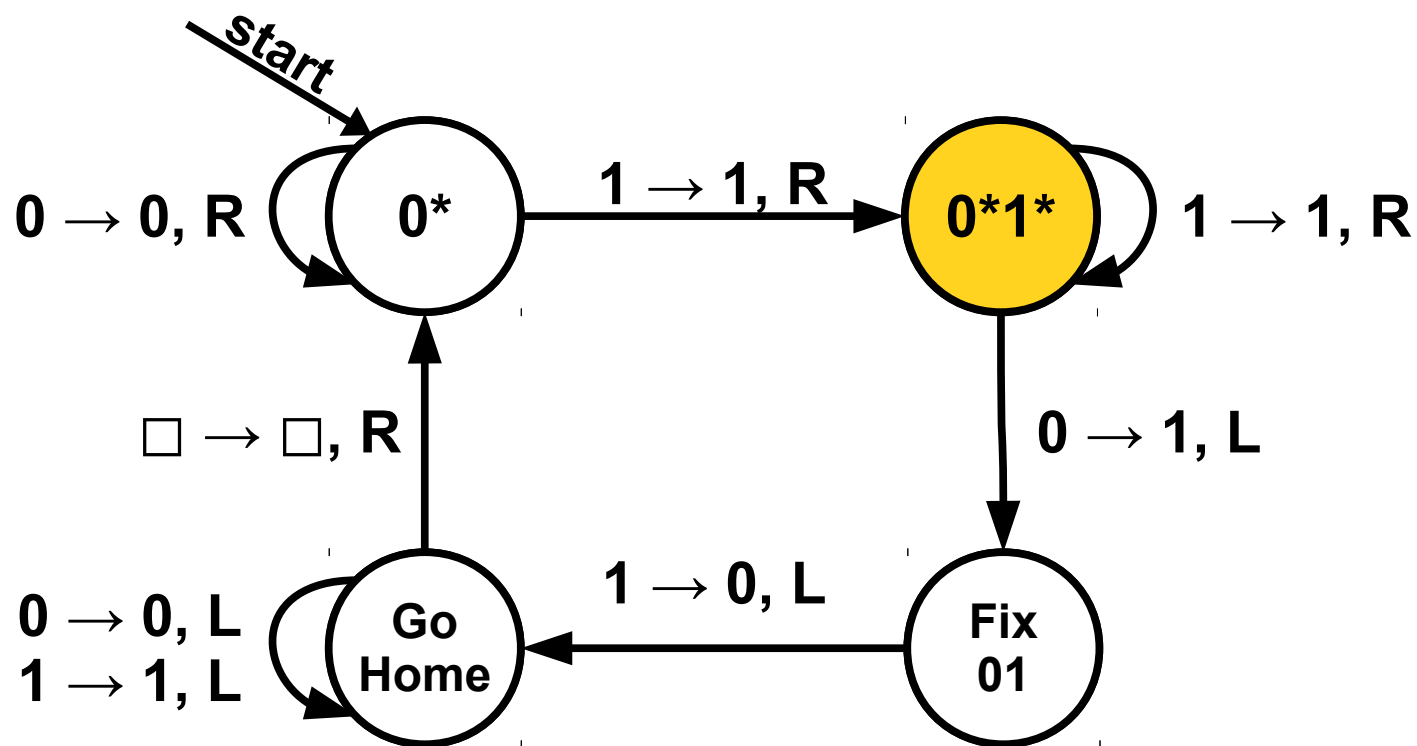 start
0 → 0, R
0*
1 → 1, R
0*1*
1 → 1, R
□ → □, R
0 → 1, L
0 → 0, L
1 → 1, L
Go
Home
1 → 0, L
Fix
01